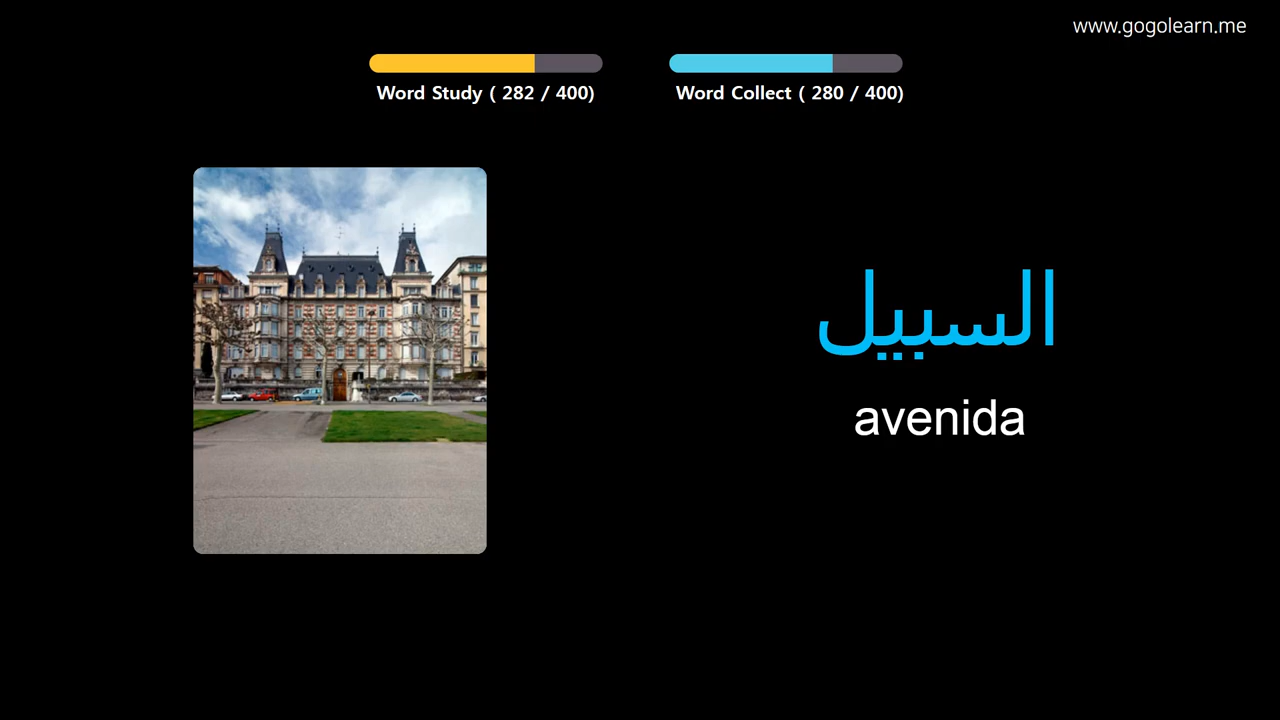 www.gogolearn.me
Word Study ( 282 / 400)
Word Collect ( 280 / 400)
السبيل
avenida